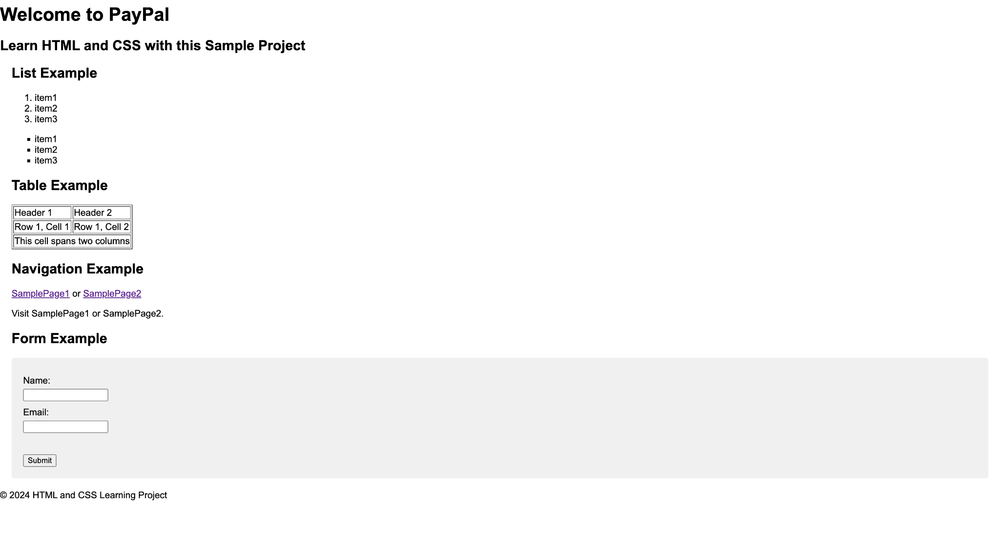 Welcome to PayPal
Learn HTML and CSS with this Sample Project
List Example
1. item1
2. item2
3. item3
▪ item1
▪ item2
▪ item3
Table Example
Header 1 Header 2
Row 1, Cell 1 Row 1, Cell 2
This cell spans two columns
Navigation Example
SamplePage1 or SamplePage2
Visit SamplePage1 or SamplePage2.
Form Example
Name:
Email:
Submit
© 2024 HTML and CSS Learning Project